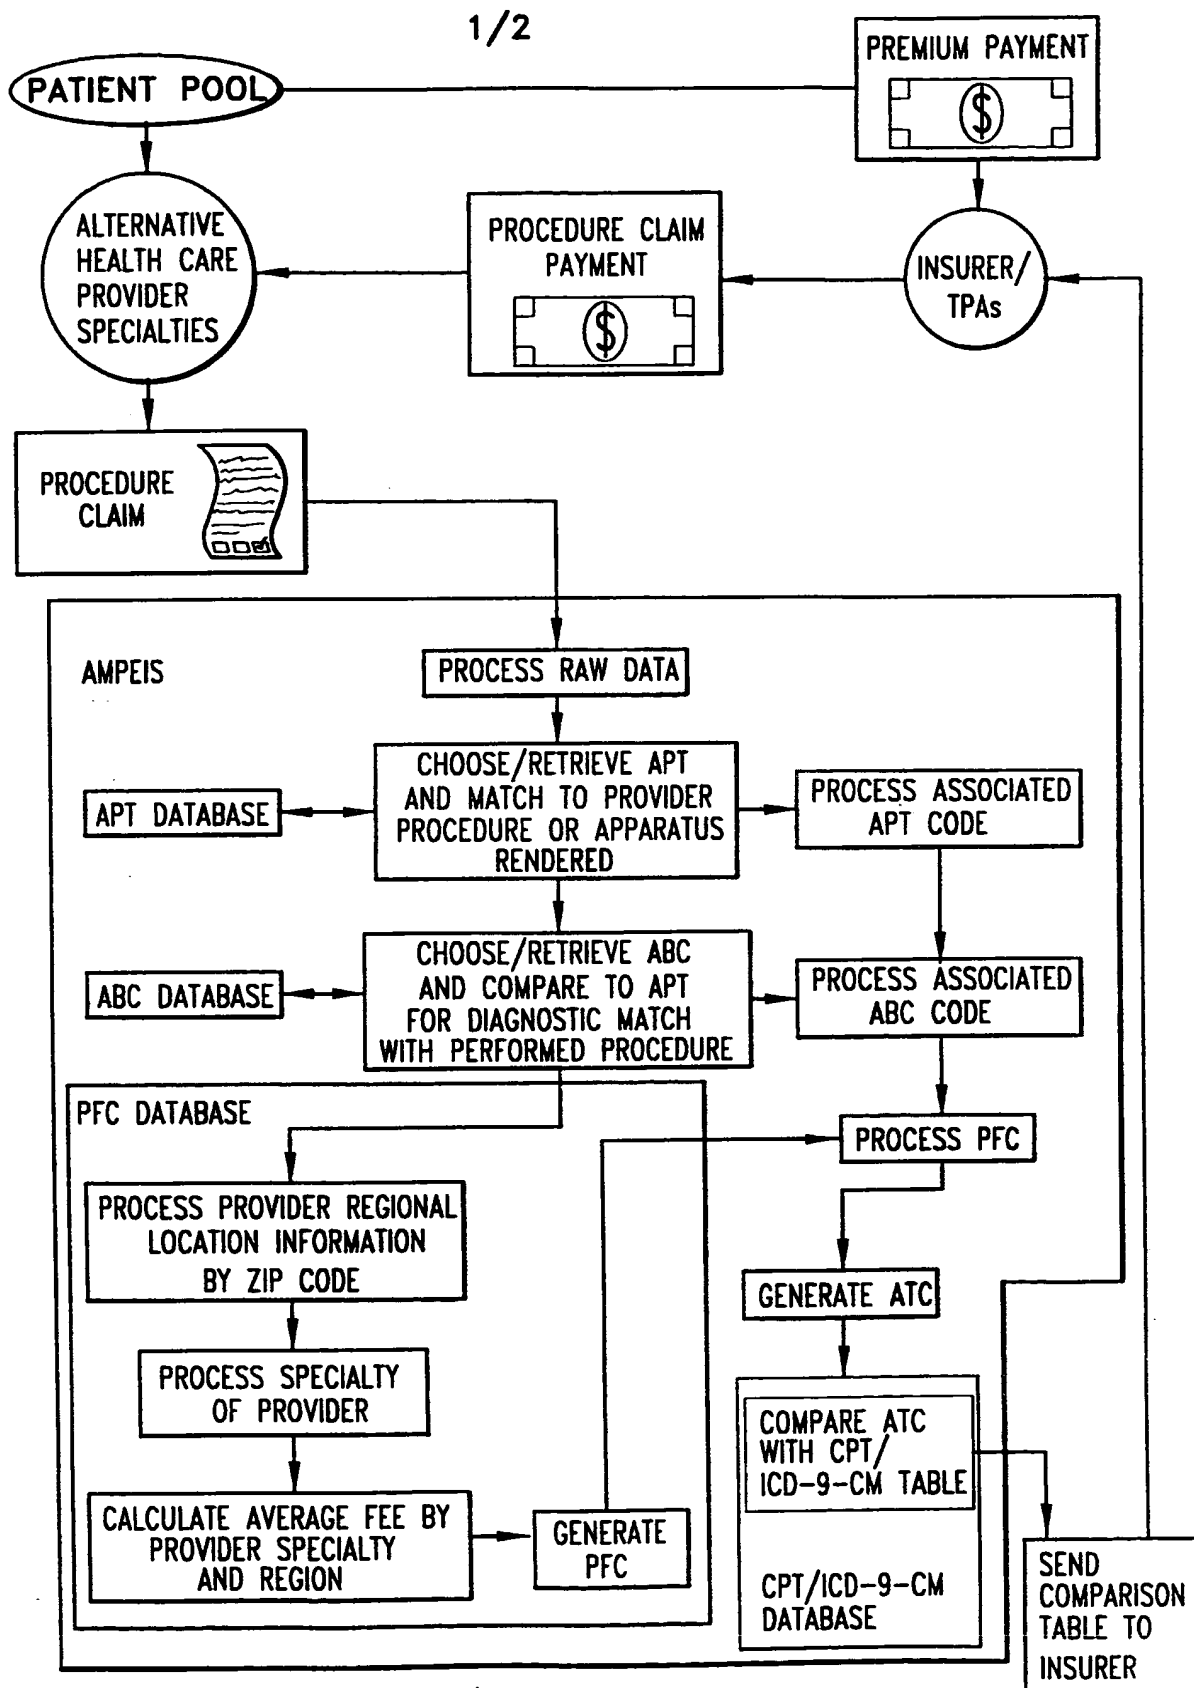 1/2
PATIENT POOL
PREMIUM PAYMENT
$
ALTERNATIVE
HEALTH CARE
PROVIDER
SPECIALTIES
PROCEDURE CLAIM
PAYMENT
$
INSURER/
TPAs
PROCEDURE
CLAIM
AMPEIS
PROCESS RAW DATA
APT DATABASE
CHOOSE/RETRIEVE APT
AND MATCH TO PROVIDER
PROCEDURE OR APPARATUS
RENDERED
PROCESS ASSOCIATED
APT CODE
ABC DATABASE
CHOOSE/RETRIEVE ABC
AND COMPARE TO APT
FOR DIAGNOSTIC MATCH
WITH PERFORMED PROCEDURE
PROCESS ASSOCIATED
ABC CODE
PFC DATABASE
PROCESS PFC
PROCESS PROVIDER REGIONAL
LOCATION INFORMATION
BY ZIP CODE
GENERATE ATC
PROCESS SPECIALTY
OF PROVIDER
COMPARE ATC
WITH CPT/
ICD-9-CM TABLE
CALCULATE AVERAGE FEE BY
PROVIDER SPECIALTY
AND REGION
GENERATE
PFC
CPT/ICD-9-CM
DATABASE
SEND
COMPARISON
TABLE TO
INSURER